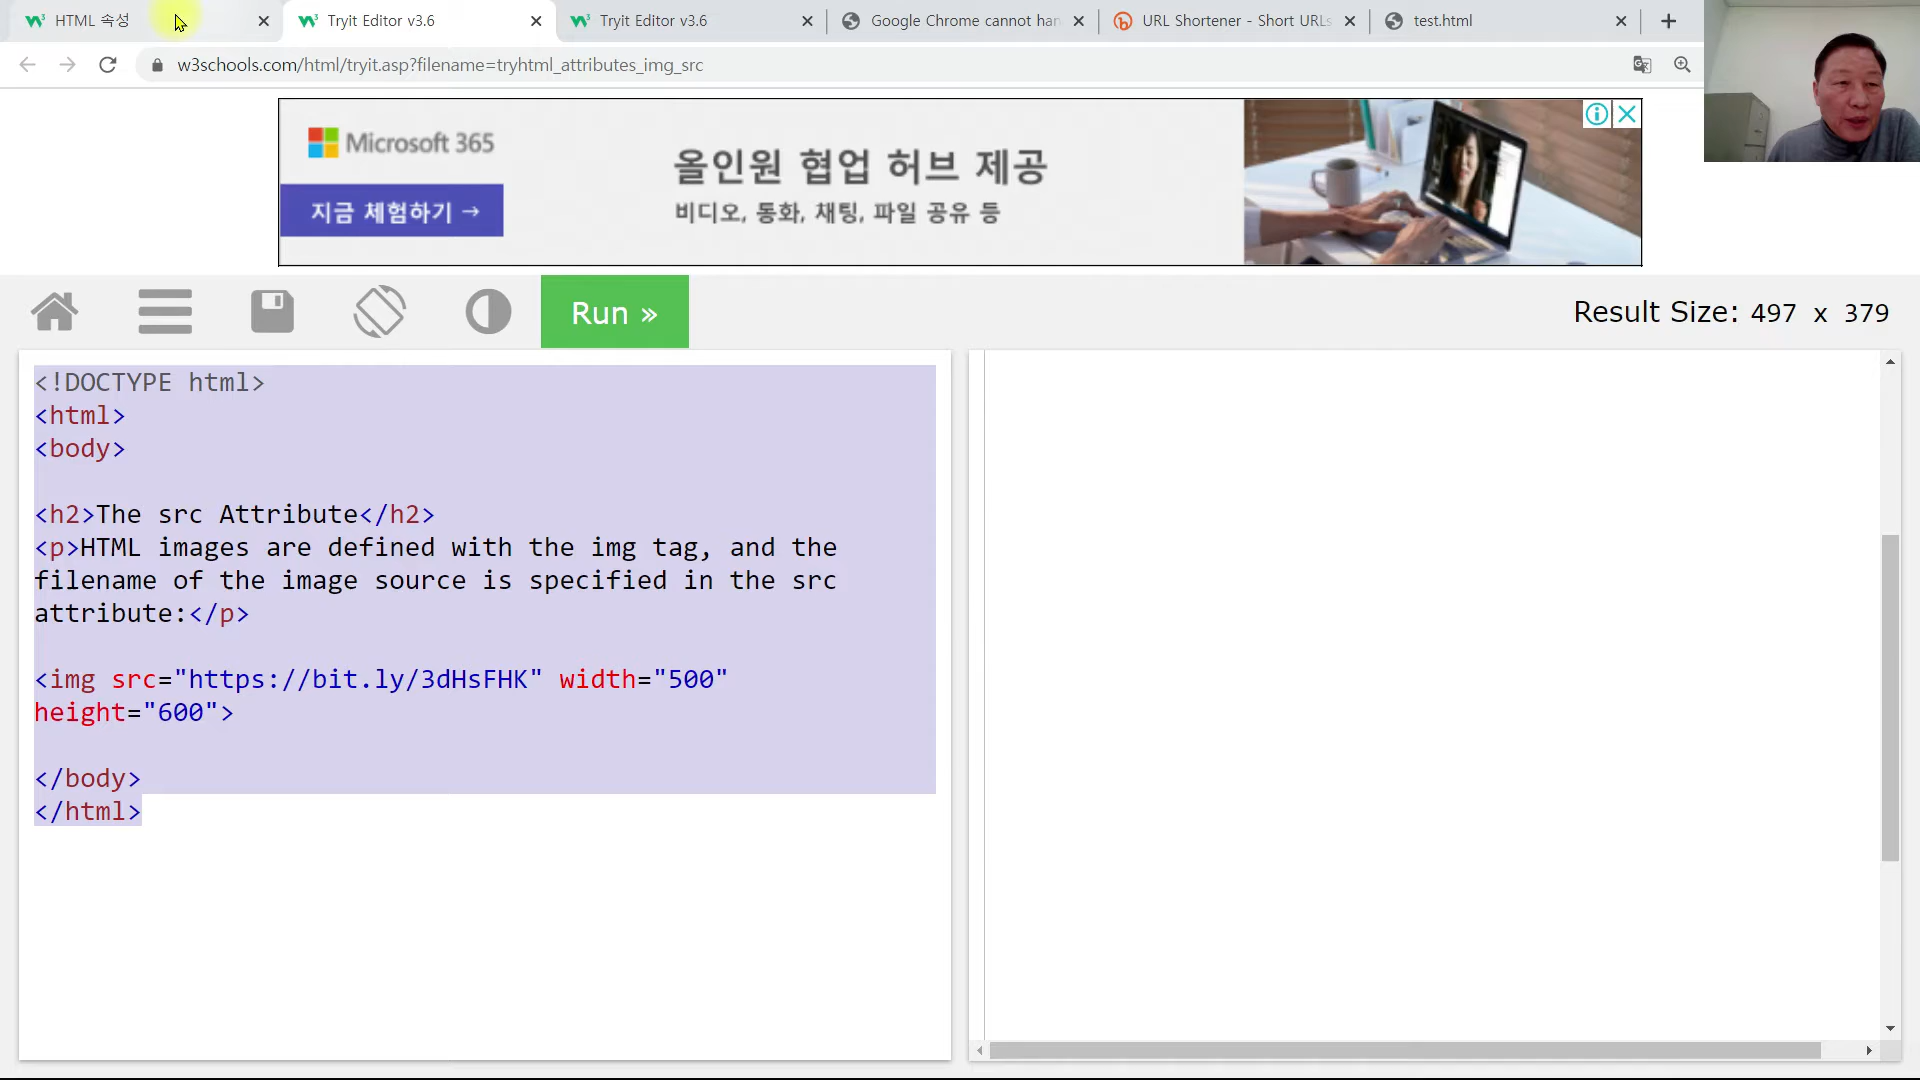 HTML 속성
Tryit Editor v3.6
Tryit Editor v3.6
Google Chrome cannot han
URL Shortener - Short URLs
test.html
w3schools.com/html/tryit.asp?filename=tryhtml_attributes_img_src
Microsoft 365
지금 체험하기 →
올인원 협업 허브 제공
비디오, 통화, 채팅, 파일 공유 등
Run »
Result Size: 497 x 379
<!DOCTYPE html>
<html>
<body>
<h2>The src Attribute</h2>
<p>HTML images are defined with the img tag, and the
filename of the image source is specified in the src
attribute:</p>
<img src="https://bit.ly/3dHsFHK" width="500"
height="600">
</body>
</html>